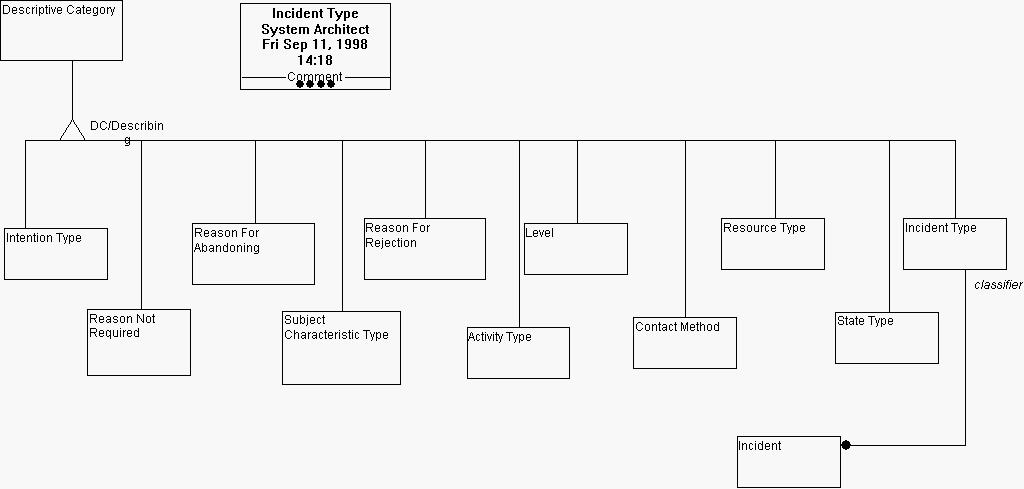 Descriptive Category
Incident Type
System Architect
Fri Sep 11, 1998
14:18
Comment
DC/Describin
g
Intention Type
Reason For
Abandoning
Reason For
Rejection
Level
Resource Type
Incident Type
classifier
Reason Not
Required
Subject
Characteristic Type
Activity Type
Contact Method
State Type
Incident